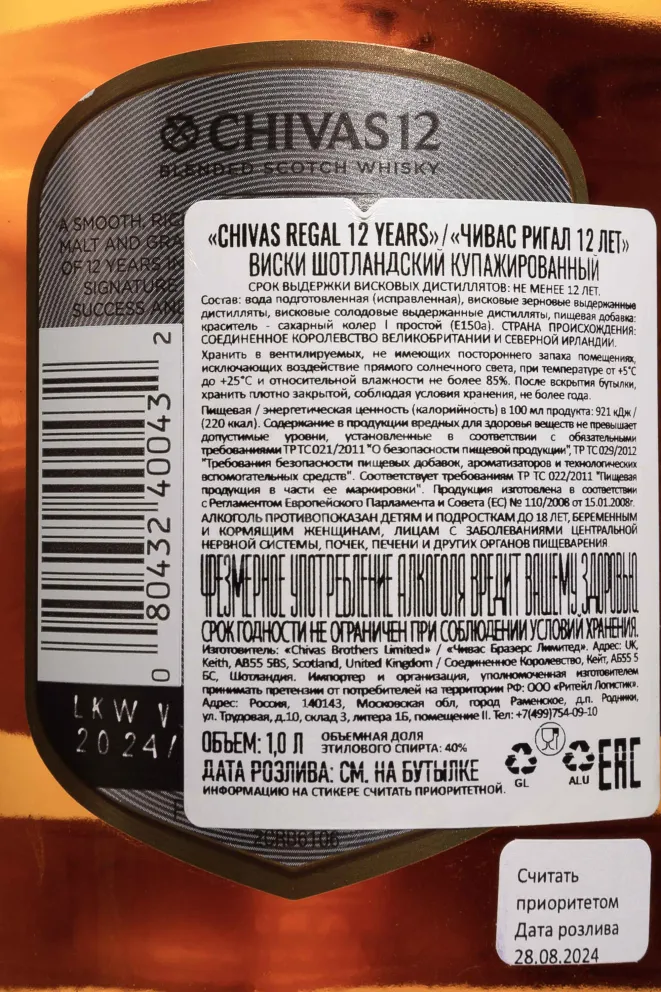 CHIVAS 12
BLENDED SCOTCH WHISKY
A SMOOTH, RIC
MALT AND GRA
OF 12 YEARS IN
SIGNATURE
SUCCESS AND
0 80432 40043 2
LKW V
2024/
2CRD0106
«CHIVAS REGAL 12 YEARS» / «ЧИВАС РИГАЛ 12 ЛЕТ»
ВИСКИ ШОТЛАНДСКИЙ КУПАЖИРОВАННЫЙ
СРОК ВЫДЕРЖКИ ВИСКОВЫХ ДИСТИЛЛЯТОВ: НЕ МЕНЕЕ 12 ЛЕТ.
Состав: вода подготовленная (исправленная), висковые зерновые выдержанные
дистилляты, висковые солодовые выдержанные дистилляты, пищевая добавка:
краситель - сахарный колер I простой (E150a). СТРАНА ПРОИСХОЖДЕНИЯ:
СОЕДИНЕННОЕ КОРОЛЕВСТВО ВЕЛИКОБРИТАНИИ И СЕВЕРНОЙ ИРЛАНДИИ.
Хранить в вентилируемых, не имеющих постороннего запаха помещениях,
исключающих воздействие прямого солнечного света, при температуре от +5°C
до +25°C и относительной влажности не более 85%. После вскрытия бутылки,
хранить плотно закрытой, соблюдая условия хранения, не более года.
Пищевая / энергетическая ценность (калорийность) в 100 мл продукта: 921 кДж /
(220 ккал). Содержание в продукции вредных для здоровья веществ не превышает
допустимые уровни, установленные в соответствии с обязательными
требованиями ТР ТС 021/2011 "О безопасности пищевой продукции", ТР ТС 029/2012
"Требования безопасности пищевых добавок, ароматизаторов и технологических
вспомогательных средств". Соответствует требованиям ТР ТС 022/2011 "Пищевая
продукция в части ее маркировки". Продукция изготовлена в соответствии
с Регламентом Европейского Парламента и Совета (ЕС) № 110/2008 от 15.01.2008г.
АЛКОГОЛЬ ПРОТИВОПОКАЗАН ДЕТЯМ И ПОДРОСТКАМ ДО 18 ЛЕТ, БЕРЕМЕННЫМ
И КОРМЯЩИМ ЖЕНЩИНАМ, ЛИЦАМ С ЗАБОЛЕВАНИЯМИ ЦЕНТРАЛЬНОЙ
НЕРВНОЙ СИСТЕМЫ, ПОЧЕК, ПЕЧЕНИ И ДРУГИХ ОРГАНОВ ПИЩЕВАРЕНИЯ
ЧРЕЗМЕРНОЕ УПОТРЕБЛЕНИЕ АЛКОГОЛЯ ВРЕДИТ ВАШЕМУ ЗДОРОВЬЮ.
СРОК ГОДНОСТИ НЕ ОГРАНИЧЕН ПРИ СОБЛЮДЕНИИ УСЛОВИЙ ХРАНЕНИЯ.
Изготовитель: «Chivas Brothers Limited» / «Чивас Бразерс Лимитед». Адрес: UK,
Keith, AB55 5BS, Scotland, United Kingdom / Соединенное Королевство, Кейт, АБ55 5
БС, Шотландия. Импортер и организация, уполномоченная изготовителем
принимать претензии от потребителей на территории РФ: ООО «Ритейл Логистик».
Адрес: Россия, 140143, Московская обл, город Раменское, д.п. Родники,
ул. Трудовая, д.10, склад 3, литера 1Б, помещение II. Тел: +7(499)754-09-10
ОБЪЕМ: 1,0 Л ОБЪЕМНАЯ ДОЛЯ
ЭТИЛОВОГО СПИРТА: 40%
ДАТА РОЗЛИВА: СМ. НА БУТЫЛКЕ
ИНФОРМАЦИЮ НА СТИКЕРЕ СЧИТАТЬ ПРИОРИТЕТНОЙ.
GL ALU EAC
Считать
приоритетом
Дата розлива
28.08.2024